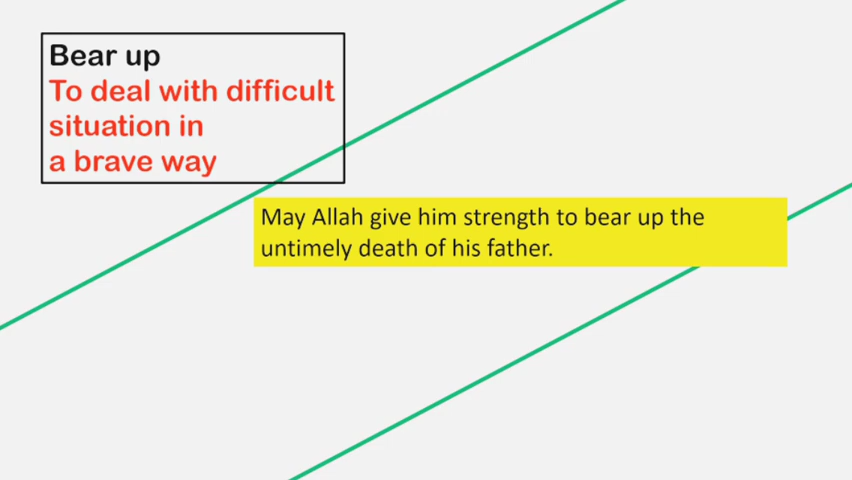 Bear up
To deal with difficult
situation in
a brave way
May Allah give him strength to bear up the
untimely death of his father.